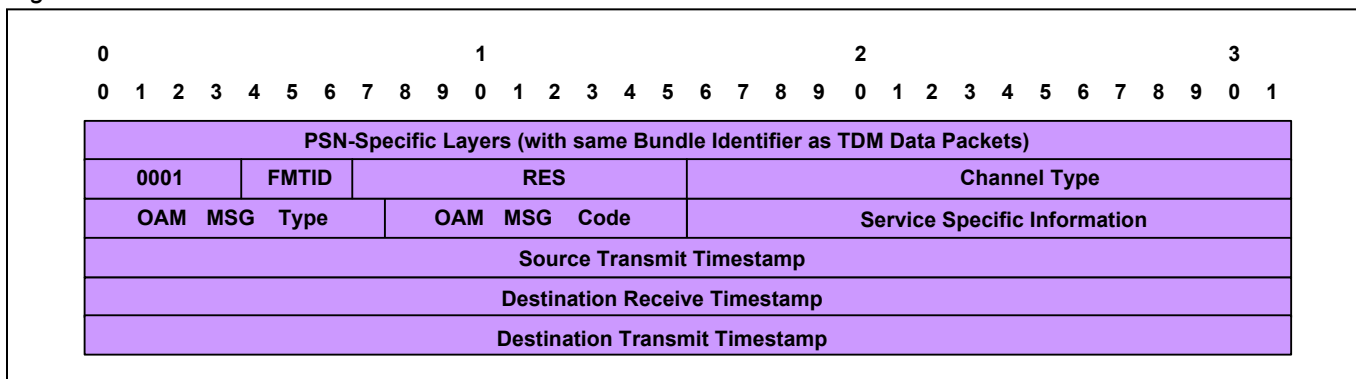 0 1 2 3
0 1 2 3 4 5 6 7 8 9 0 1 2 3 4 5 6 7 8 9 0 1 2 3 4 5 6 7 8 9 0 1
PSN-Specific Layers (with same Bundle Identifier as TDM Data Packets)
0001 FMTID RES Channel Type
OAM MSG Type OAM MSG Code Service Specific Information
Source Transmit Timestamp
Destination Receive Timestamp
Destination Transmit Timestamp